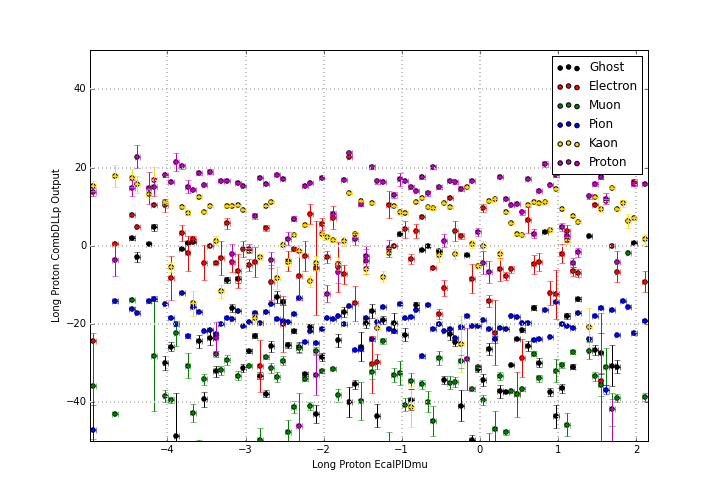 Ghost
Electron
Muon
Pion
Kaon
Proton
40
20
0
−20
−40
Long Proton CombDLLp Output
−4
−3
−2
−1
0
1
2
Long Proton EcalPIDmu